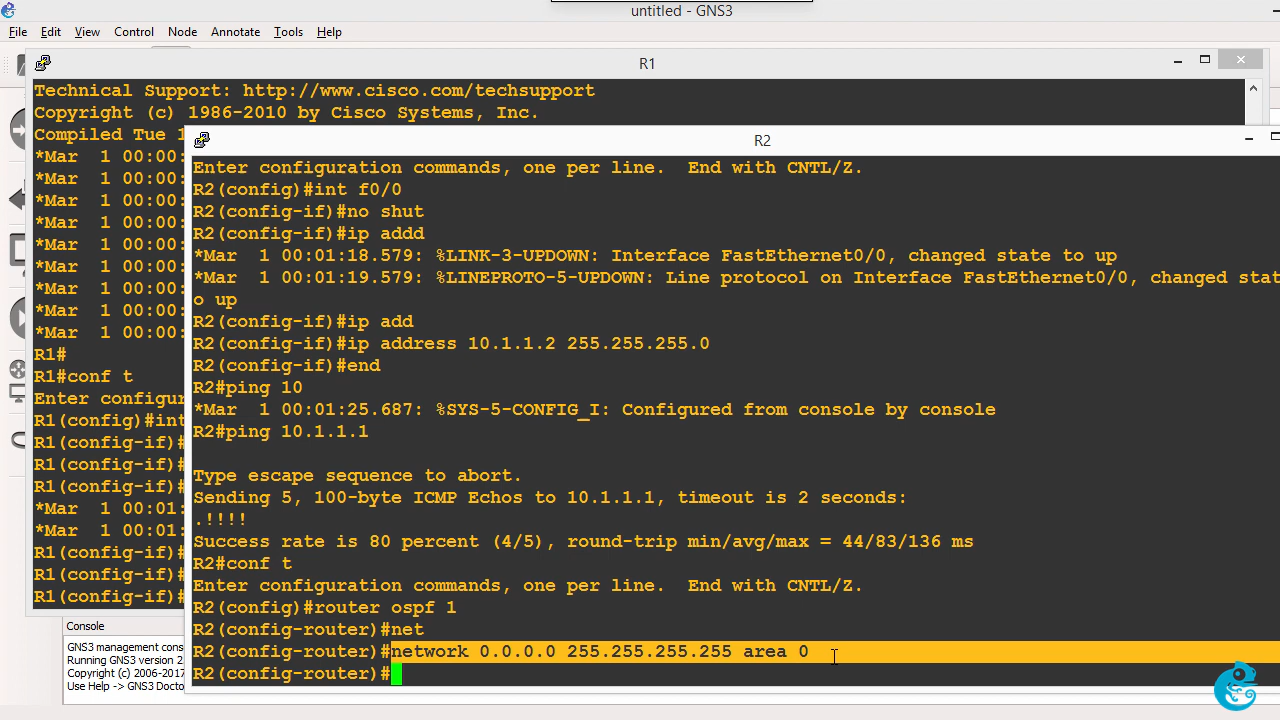 untitled - GNS3
File Edit View Control Node Annotate Tools Help
R1
Technical Support: http://www.cisco.com/techsupport
Copyright (c) 1986-2010 by Cisco Systems, Inc.
Compiled Tue 1
*Mar  1 00:00:
*Mar  1 00:00:
*Mar  1 00:00:
*Mar  1 00:00:
*Mar  1 00:00:
*Mar  1 00:00:
*Mar  1 00:00:
*Mar  1 00:00:
*Mar  1 00:00:
R1#
R1#conf t
Enter configur
R1(config)#int
R1(config-if)#
R1(config-if)#
R1(config-if)#
*Mar  1 00:01:
*Mar  1 00:01:
R1(config-if)#
R1(config-if)#
R1(config-if)#
R2
Enter configuration commands, one per line.  End with CNTL/Z.
R2(config)#int f0/0
R2(config-if)#no shut
R2(config-if)#ip addd
*Mar  1 00:01:18.579: %LINK-3-UPDOWN: Interface FastEthernet0/0, changed state to up
*Mar  1 00:01:19.579: %LINEPROTO-5-UPDOWN: Line protocol on Interface FastEthernet0/0, changed stat
o up
R2(config-if)#ip add
R2(config-if)#ip address 10.1.1.2 255.255.255.0
R2(config-if)#end
R2#ping 10
*Mar  1 00:01:25.687: %SYS-5-CONFIG_I: Configured from console by console
R2#ping 10.1.1.1
Type escape sequence to abort.
Sending 5, 100-byte ICMP Echos to 10.1.1.1, timeout is 2 seconds:
.!!!!
Success rate is 80 percent (4/5), round-trip min/avg/max = 44/83/136 ms
R2#conf t
Enter configuration commands, one per line.  End with CNTL/Z.
R2(config)#router ospf 1
R2(config-router)#net
R2(config-router)#network 0.0.0.0 255.255.255.255 area 0
R2(config-router)#
Console
GNS3 management cons
Running GNS3 version 2
Copyright (c) 2006-2017
Use Help -> GNS3 Docto